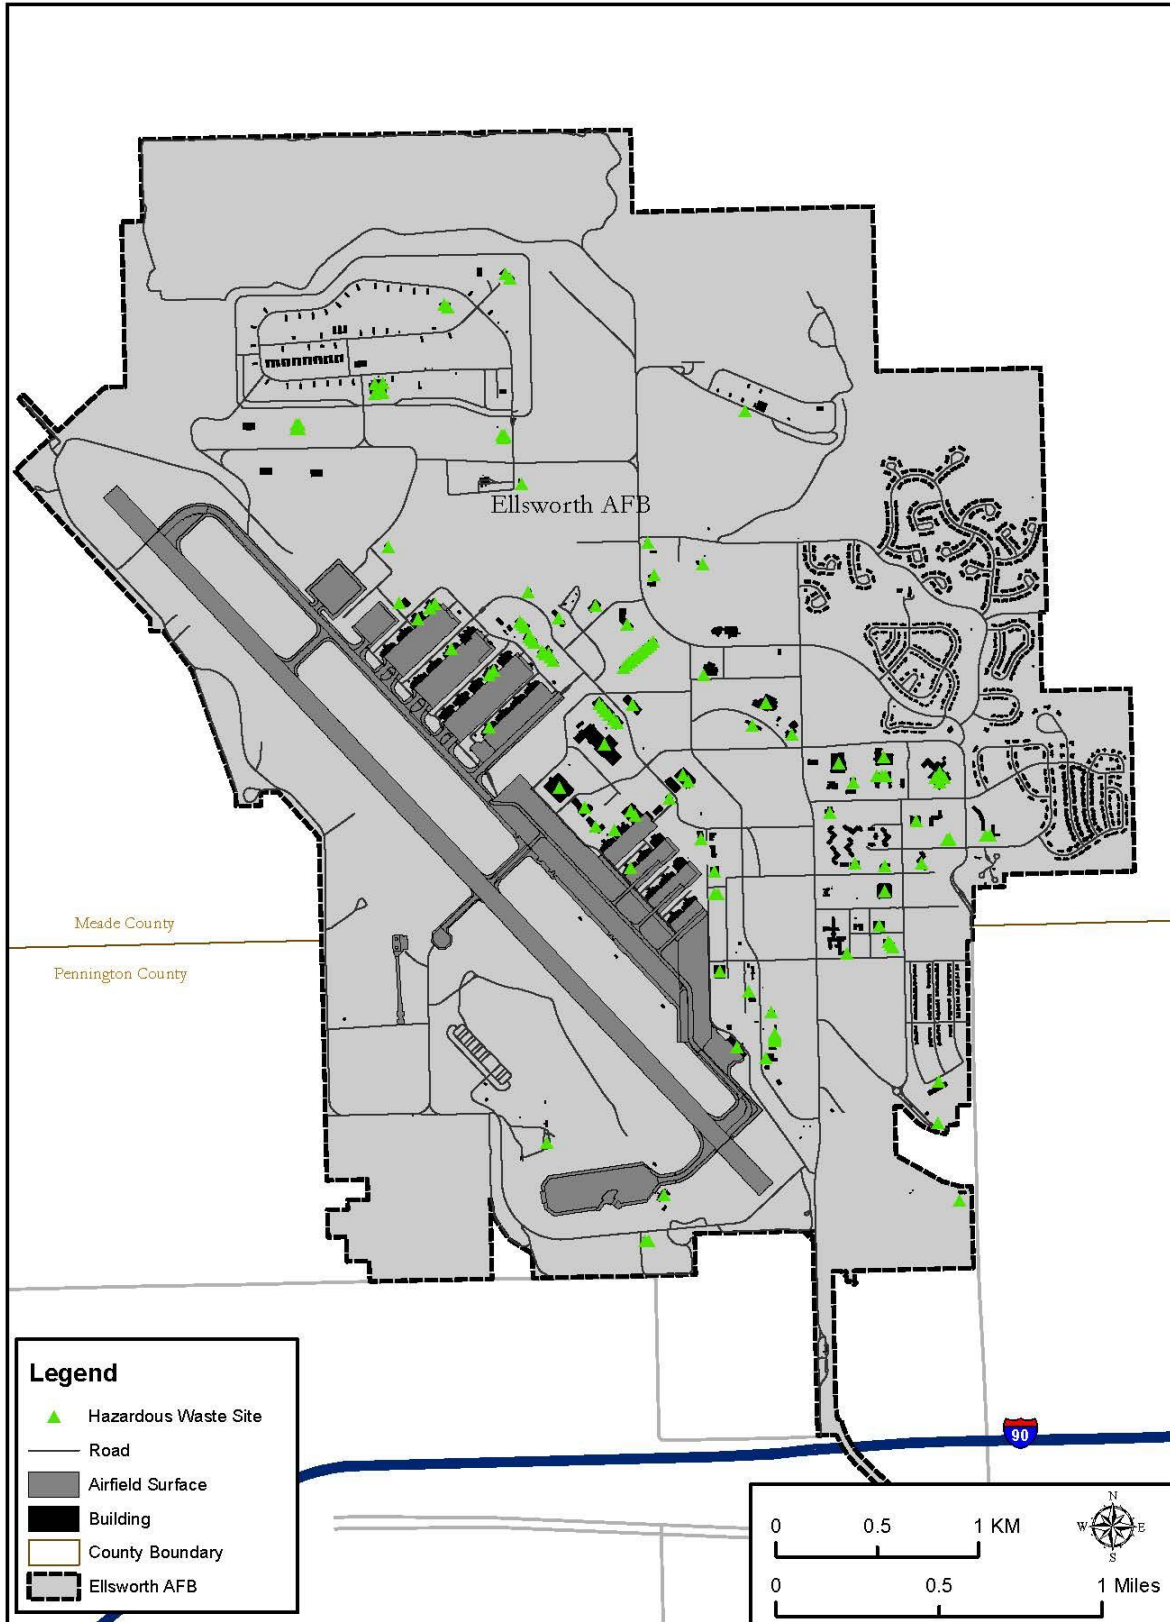 Ellsworth AFB
Meade County
Pennington County
Legend
Hazardous Waste Site
Road
Airfield Surface
Building
County Boundary
Ellsworth AFB
90
N
W E
S
0 0.5 1 KM
0 0.5 1 Miles